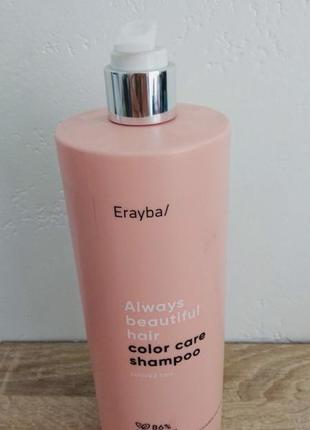 Erayba/
Always
beautiful
hair
color care
shampoo
86%